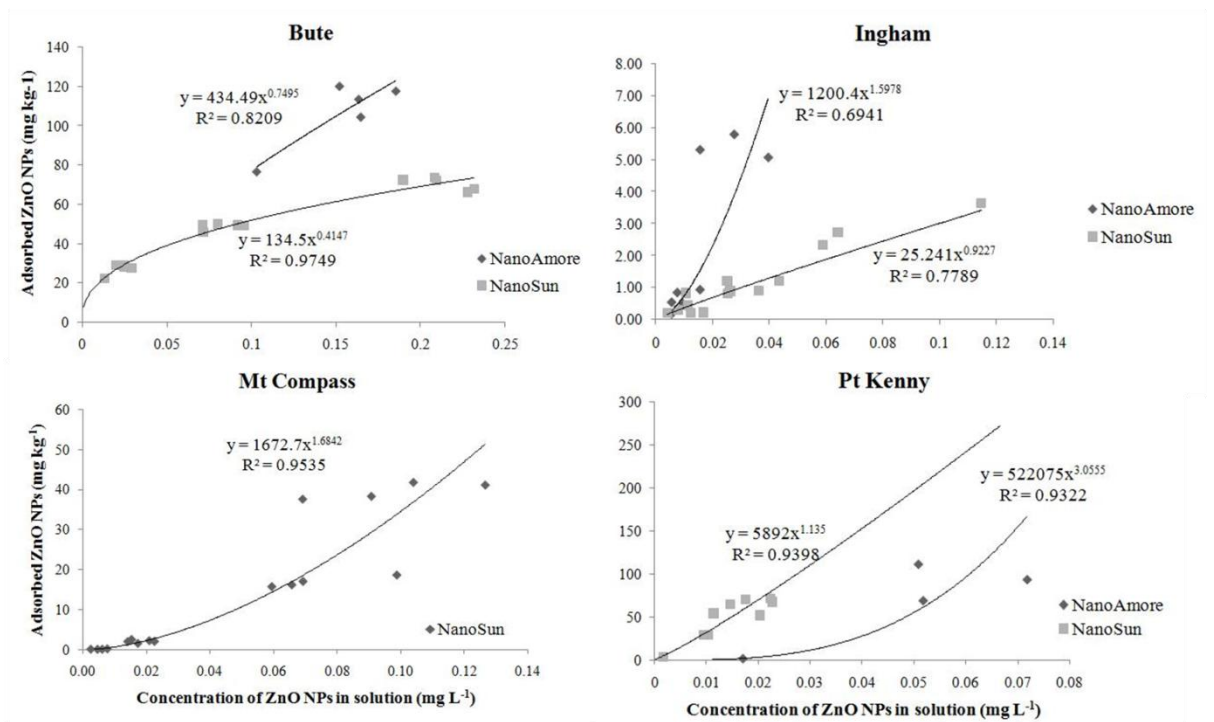 Bute
Adsorbed ZnO NPs (mg kg-1)
140
120
100
80
60
40
20
0
y = 434.49x^0.7495
R² = 0.8209
y = 134.5x^0.4147
R² = 0.9749
NanoAmore
NanoSun
0 0.05 0.1 0.15 0.2 0.25
Ingham
8.00
7.00
6.00
5.00
4.00
3.00
2.00
1.00
0.00
y = 1200.4x^1.5978
R² = 0.6941
y = 25.241x^0.9227
R² = 0.7789
NanoAmore
NanoSun
0 0.02 0.04 0.06 0.08 0.1 0.12 0.14
Mt Compass
Adsorbed ZnO NPs (mg kg⁻¹)
60
50
40
30
20
10
0
y = 1672.7x^1.6842
R² = 0.9535
NanoSun
0.00 0.02 0.04 0.06 0.08 0.10 0.12 0.14
Concentration of ZnO NPs in solution (mg L⁻¹)
Pt Kenny
300
250
200
150
100
50
0
y = 522075x^3.0555
R² = 0.9322
y = 5892x^1.135
R² = 0.9398
NanoAmore
NanoSun
0 0.01 0.02 0.03 0.04 0.05 0.06 0.07 0.08
Concentration of ZnO NPs in solution (mg L⁻¹)